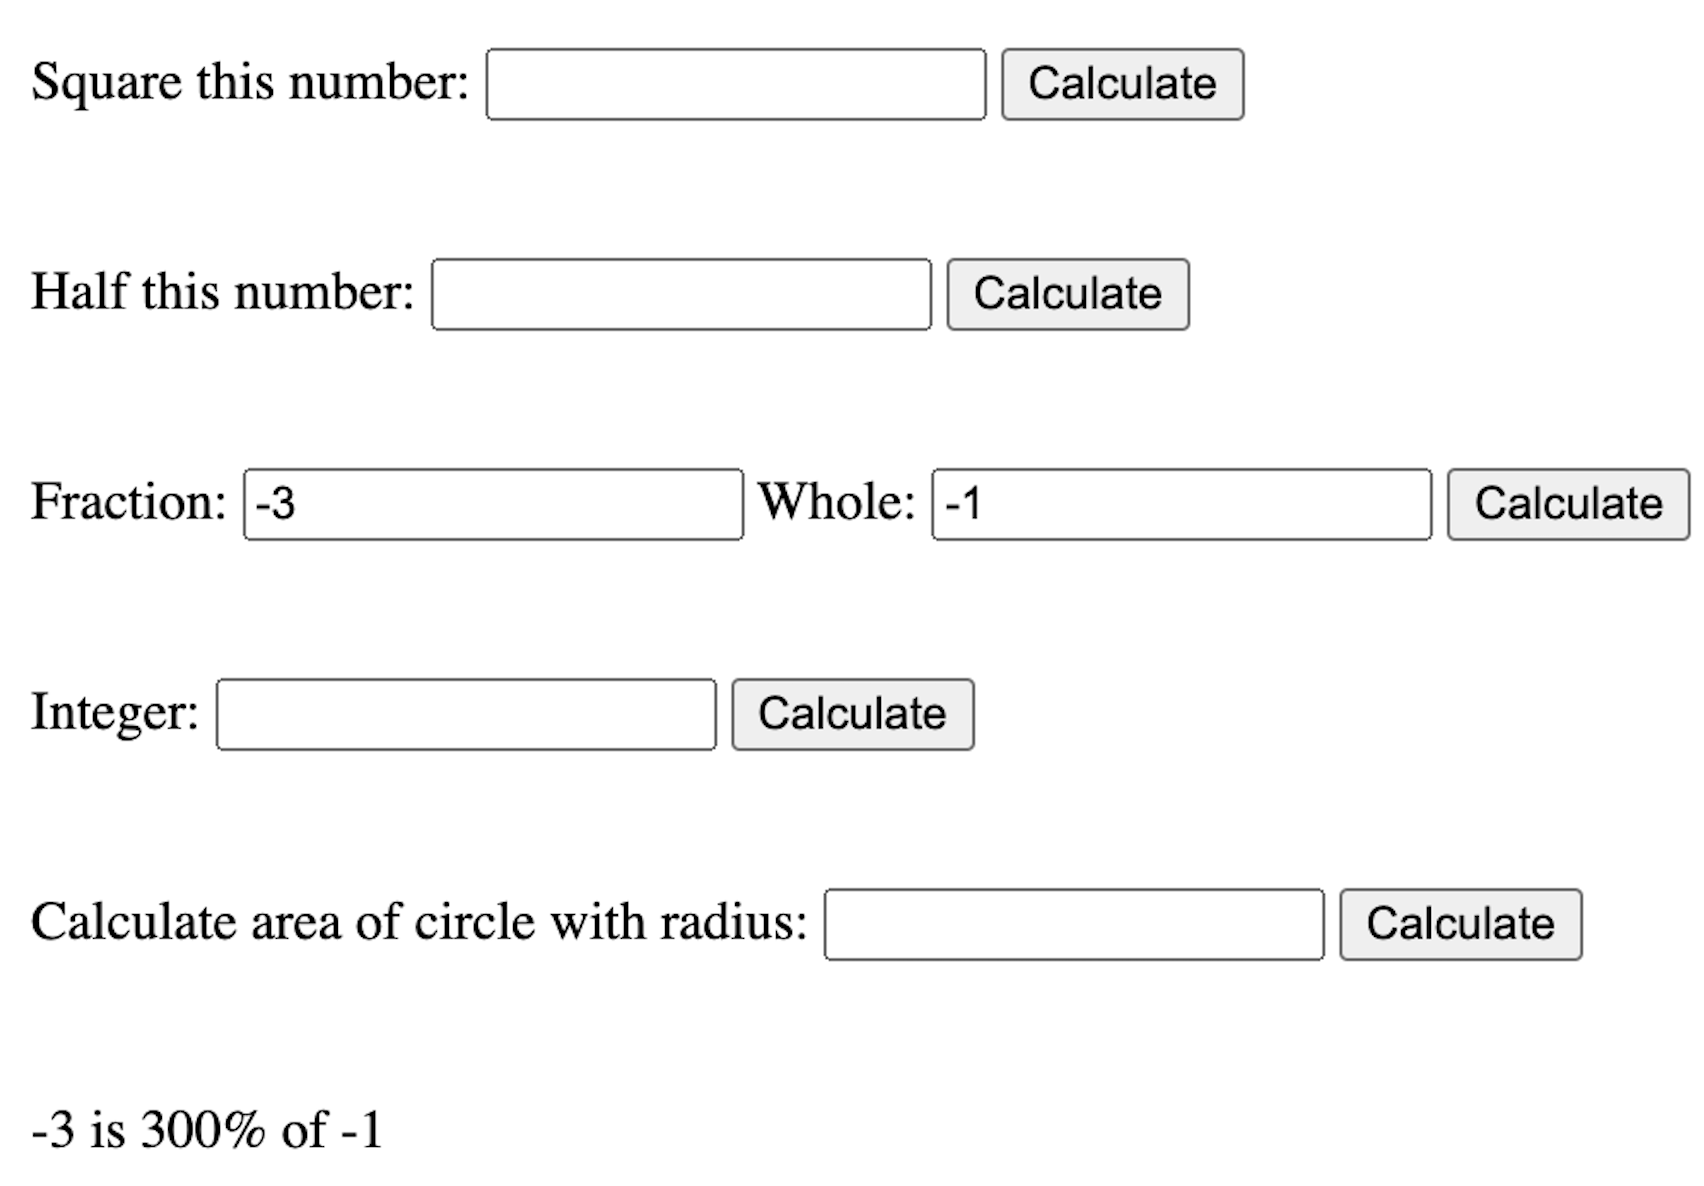 Square this number: Calculate
Half this number: Calculate
Fraction: -3 Whole: -1 Calculate
Integer: Calculate
Calculate area of circle with radius: Calculate
-3 is 300% of -1